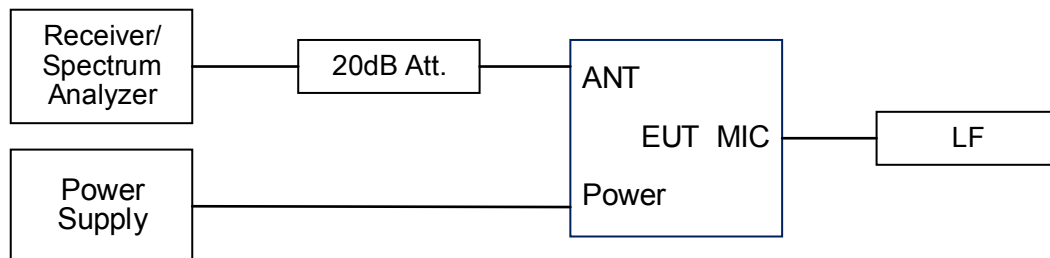 Receiver/
Spectrum
Analyzer
20dB Att.
ANT
EUT MIC
LF
Power
Supply
Power